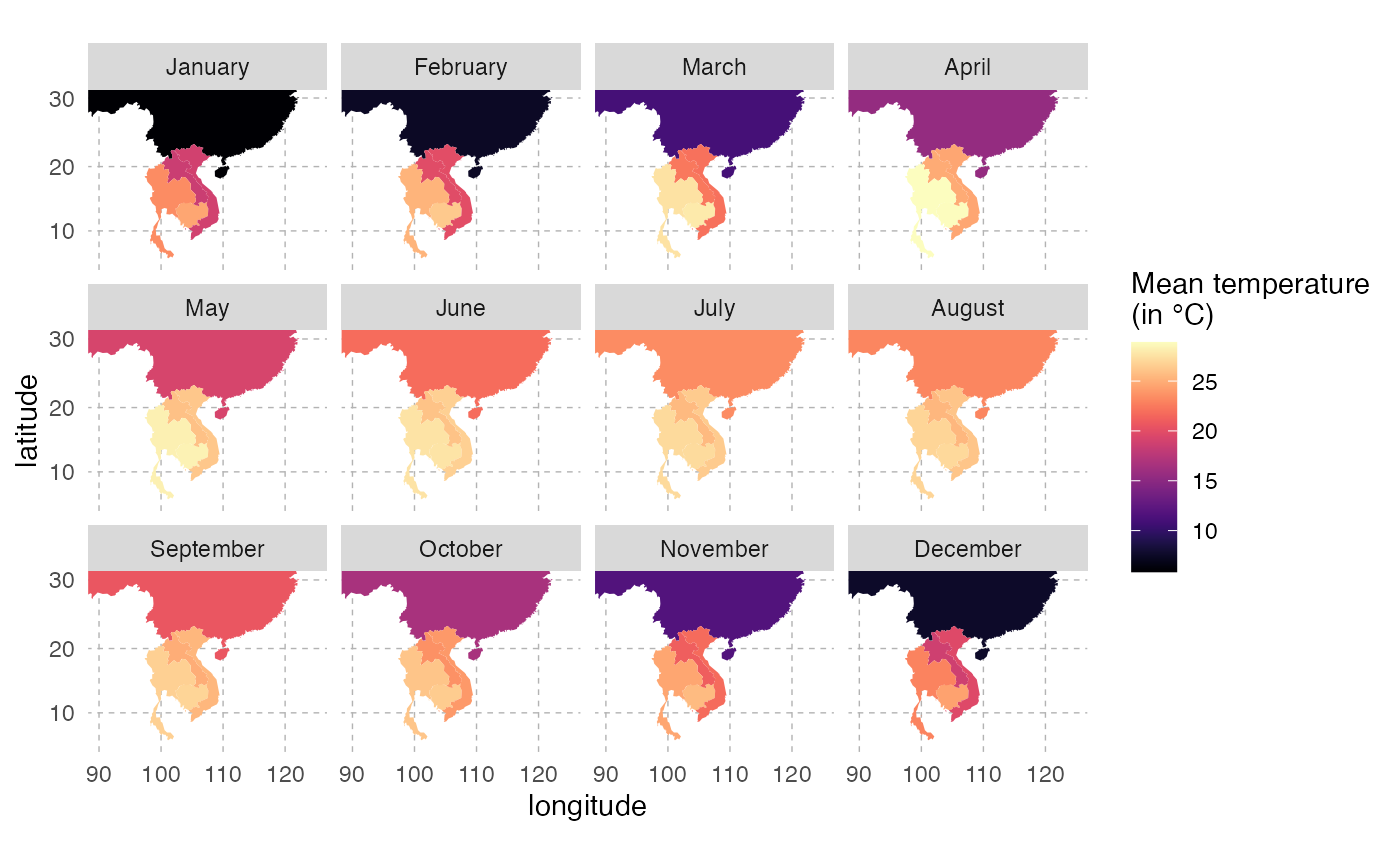 January February March April
30
20
10
May June July August
30
20
10
September October November December
30
20
10
90 100 110 120 90 100 110 120 90 100 110 120 90 100 110 120
longitude
latitude
Mean temperature
(in °C)
25
20
15
10